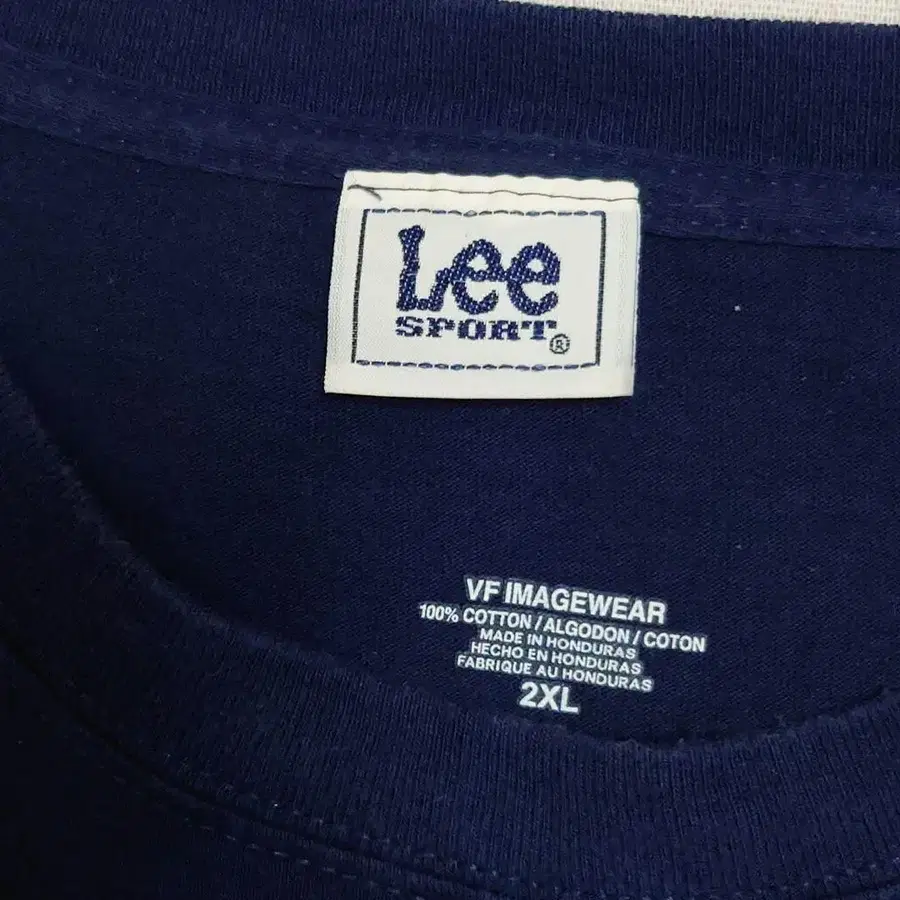 Lee
SPORT®
VF IMAGEWEAR
100% COTTON / ALGODON / COTON
MADE IN HONDURAS
HECHO EN HONDURAS
FABRIQUE AU HONDURAS
2XL